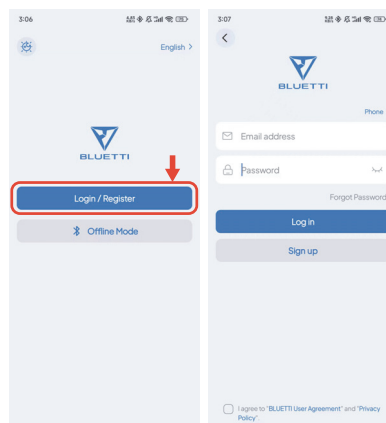 3:06
English >
BLUETTI
Login / Register
Offline Mode
3:07
BLUETTI
Phone
Email address
Password
Forgot Password
Log in
Sign up
I agree to "BLUETTI User Agreement" and "Privacy
Policy".